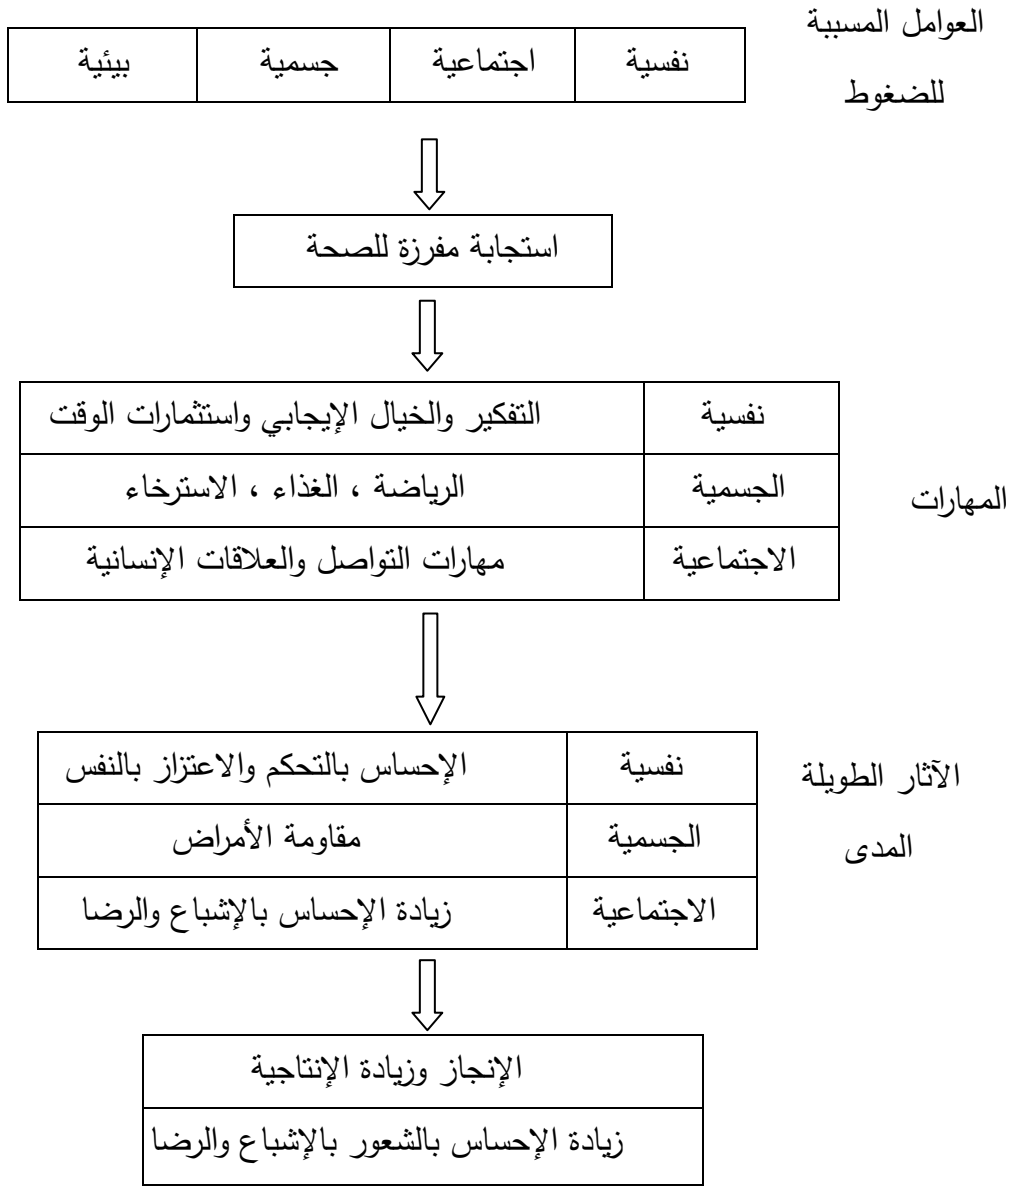 العوامل المسببة
للضغوط
نفسية اجتماعية جسمية بيئية
استجابة مفرزة للصحة
نفسية التفكير والخيال الإيجابي واستثمارات الوقت
المهارات الجسمية الرياضة ، الغذاء ، الاسترخاء
الاجتماعية مهارات التواصل والعلاقات الإنسانية
الآثار الطويلة
المدى
نفسية الإحساس بالتحكم والاعتزاز بالنفس
الجسمية مقاومة الأمراض
الاجتماعية زيادة الإحساس بالإشباع والرضا
الإنجاز وزيادة الإنتاجية
زيادة الإحساس بالشعور بالإشباع والرضا